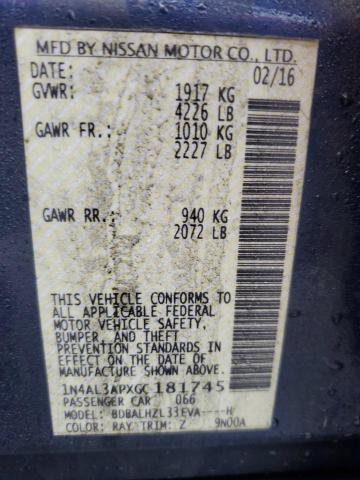 MFD BY NISSAN MOTOR CO., LTD.
DATE: 02/16
GVWR: 1917 KG
4226 LB
GAWR FR.: 1010 KG
2227 LB
GAWR RR.: 940 KG
2072 LB
THIS VEHICLE CONFORMS TO
ALL APPLICABLE FEDERAL
MOTOR VEHICLE SAFETY,
BUMPER, AND THEFT
PREVENTION STANDARDS
IN EFFECT ON THE DATE OF
MANUFACTURE SHOWN ABOVE.
1N4AL3APXGC 181745
PASSENGER CAR 066
MODEL: BDBALHZL33EVA----H
COLOR: RAY TRIM: Z 9N00A